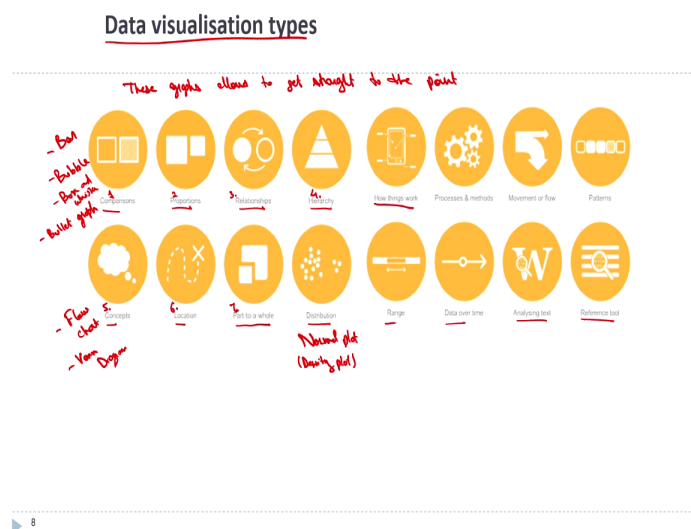 Data visualisation types
These graphs allows to get straight to the point
- Bar
- Bubble
- Box and whisker
- Bullet graph
1
Comparisons
2
Proportions
3.
Relationships
4.
Hierarchy
How things work
Processes & methods
Movement or flow
Patterns
W
5.
Concepts
6.
Location
7.
Part to a whole
Distribution
Range
Data over time
Analysing text
Reference tool
- Flow
chart
- Venn
Diagram
Normal plot
(Density plot)
8